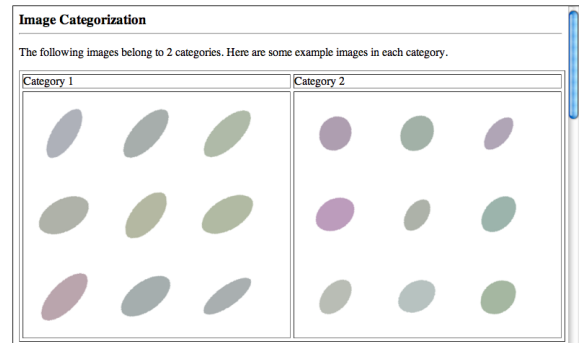 Image Categorization
The following images belong to 2 categories. Here are some example images in each category.
Category 1
Category 2